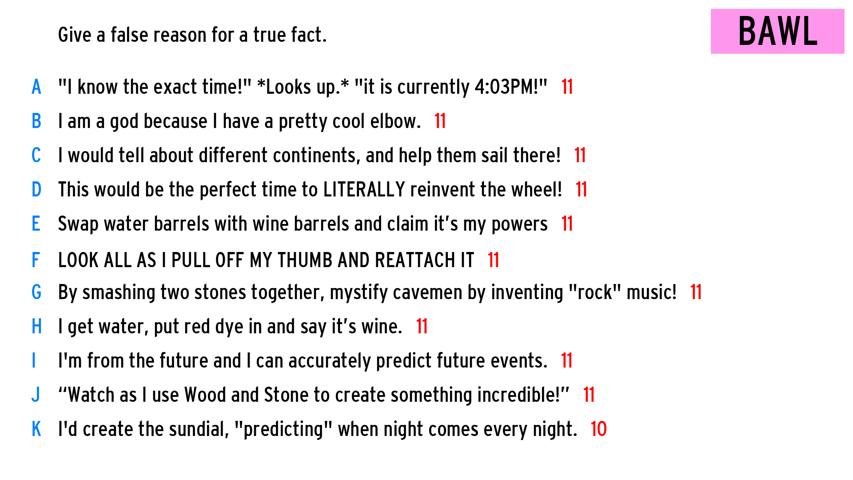 Give a false reason for a true fact.
BAWL
A "I know the exact time!" *Looks up.* "it is currently 4:03PM!" 11
B I am a god because I have a pretty cool elbow. 11
C I would tell about different continents, and help them sail there! 11
D This would be the perfect time to LITERALLY reinvent the wheel! 11
E Swap water barrels with wine barrels and claim it’s my powers 11
F LOOK ALL AS I PULL OFF MY THUMB AND REATTACH IT 11
G By smashing two stones together, mystify cavemen by inventing "rock" music! 11
H I get water, put red dye in and say it’s wine. 11
I I'm from the future and I can accurately predict future events. 11
J “Watch as I use Wood and Stone to create something incredible!” 11
K I'd create the sundial, "predicting" when night comes every night. 10